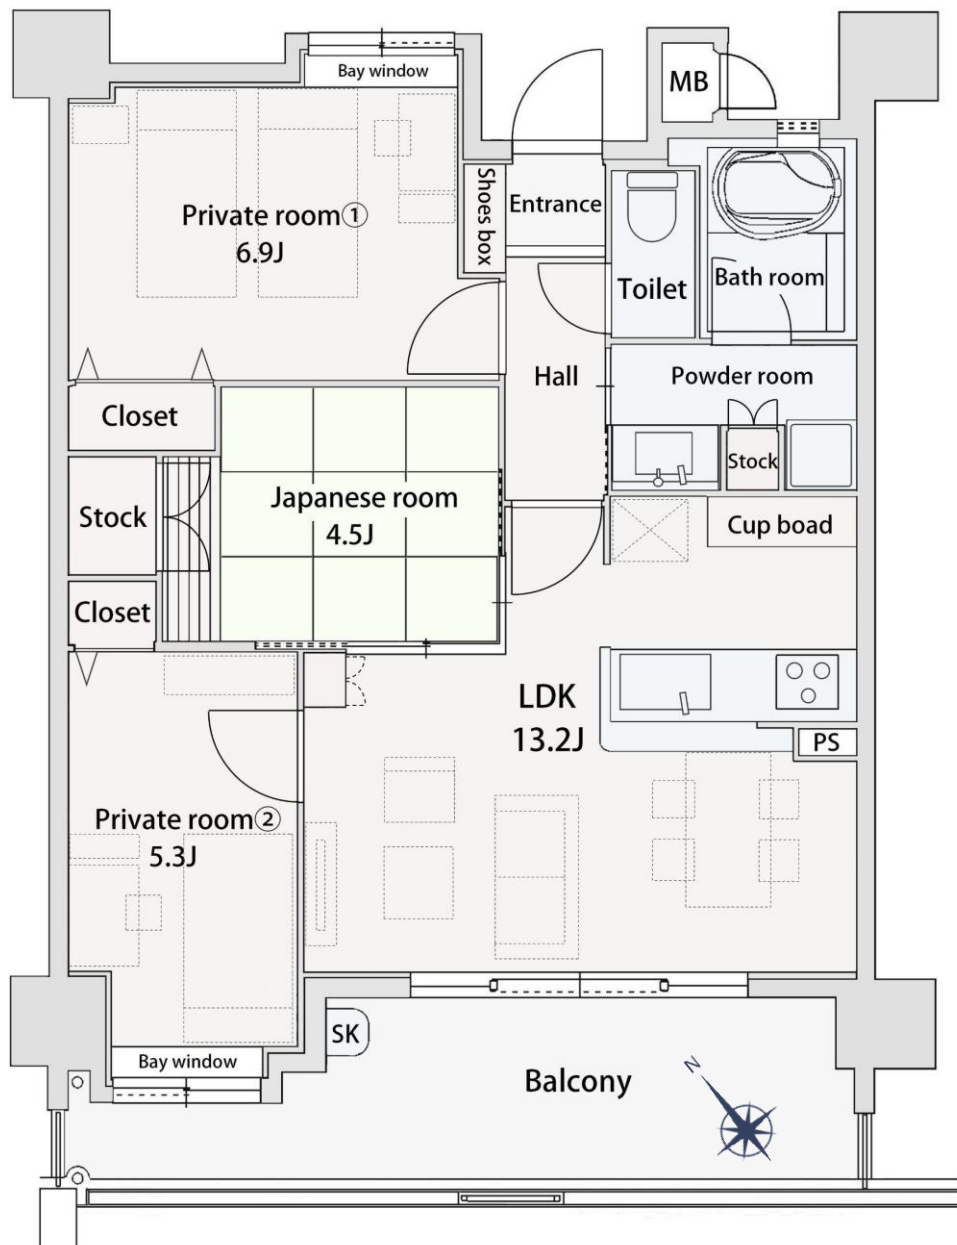 Bay window
MB
Private room①
6.9J
Shoes box
Entrance
Toilet
Bath room
Hall
Powder room
Closet
Stock
Japanese room
4.5J
Stock
Cup boad
Closet
LDK
13.2J
PS
Private room②
5.3J
SK
Bay window
Balcony
N